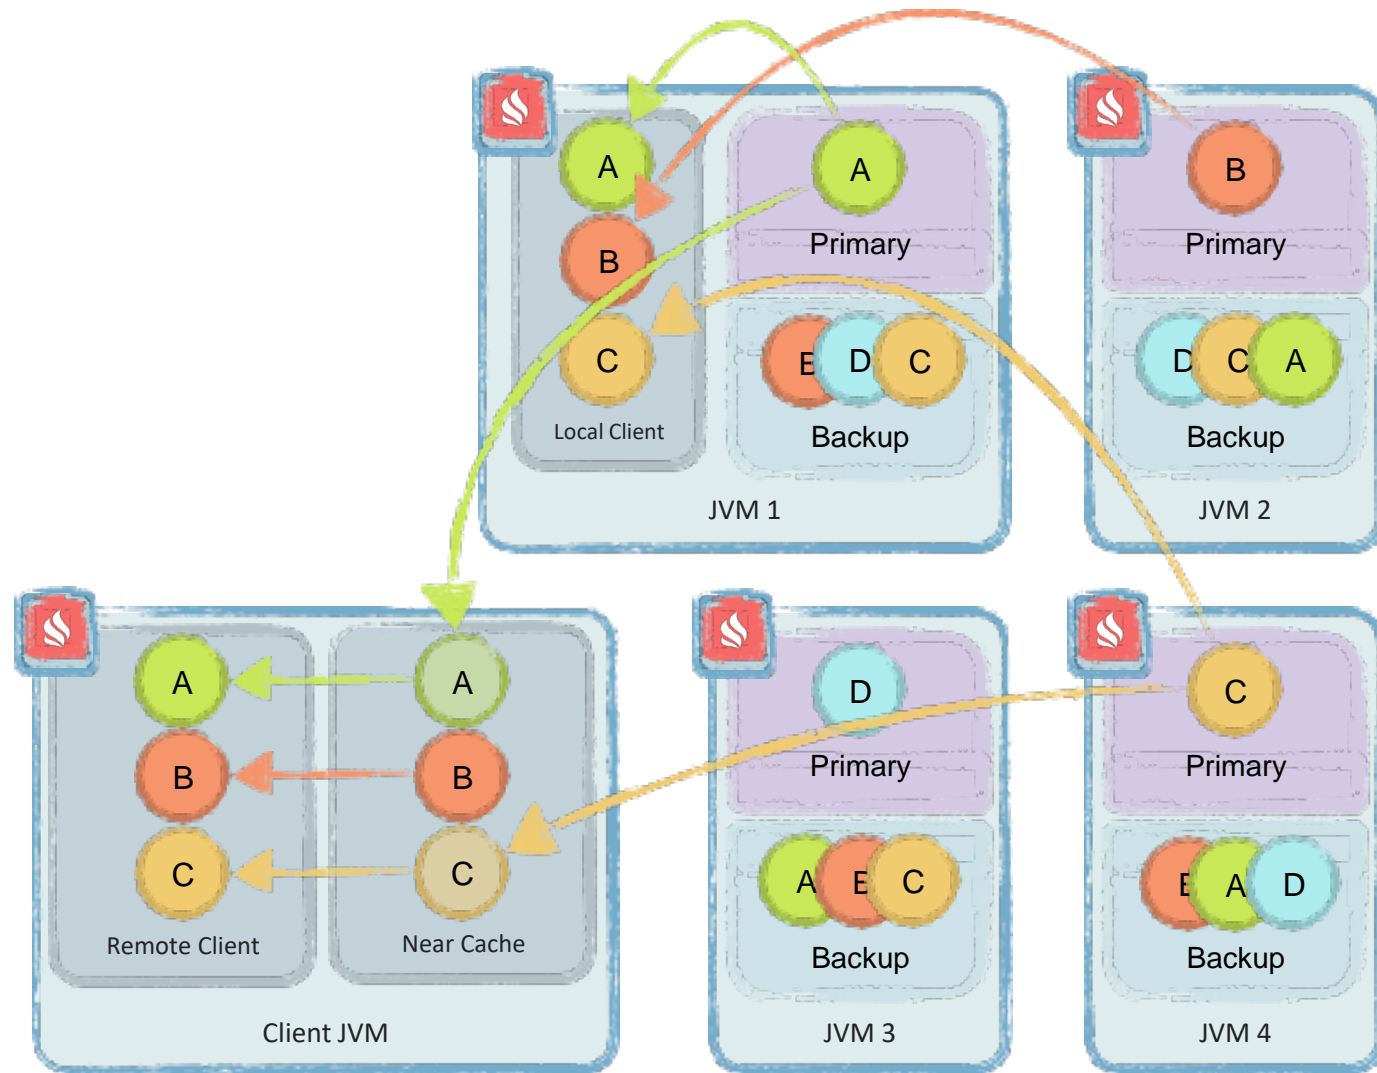 A
B
C
Local Client
A
Primary
B D C
Backup
JVM 1
B
Primary
D C A
Backup
JVM 2
A
B
C
Remote Client
A
B
C
Near Cache
Client JVM
D
Primary
A B C
Backup
JVM 3
C
Primary
B A D
Backup
JVM 4